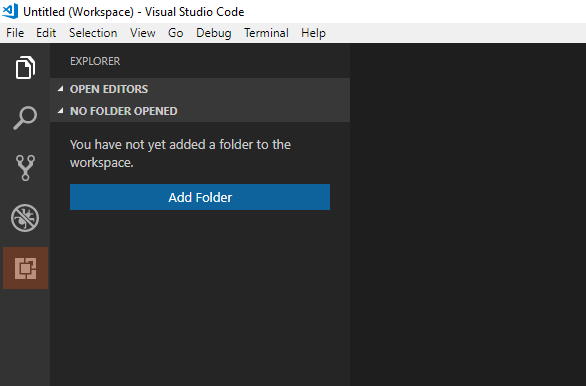 Untitled (Workspace) - Visual Studio Code
File Edit Selection View Go Debug Terminal Help
EXPLORER
OPEN EDITORS
NO FOLDER OPENED
You have not yet added a folder to the
workspace.
Add Folder